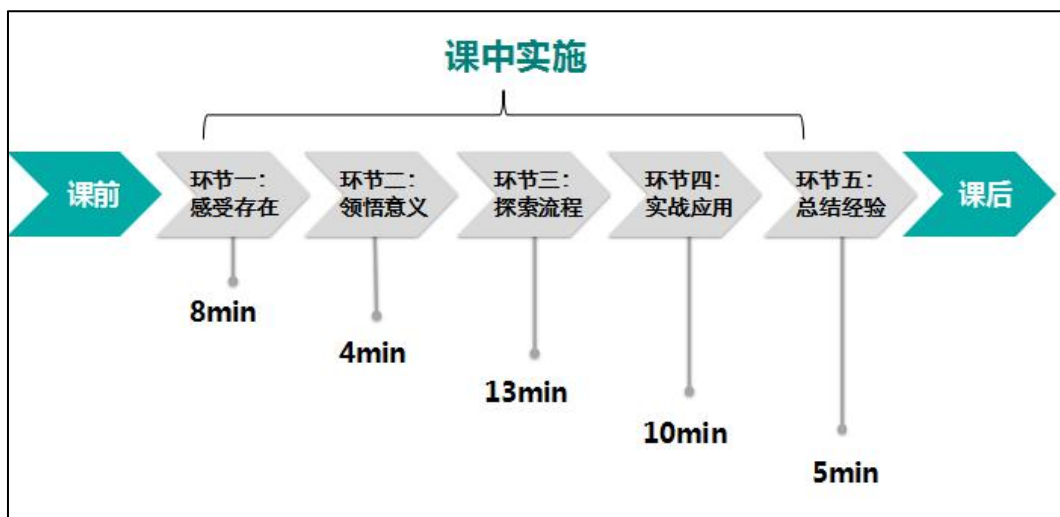 课中实施
课前
环节一：
感受存在
环节二：
领悟意义
环节三：
探索流程
环节四：
实战应用
环节五：
总结经验
课后
8min
4min
13min
10min
5min